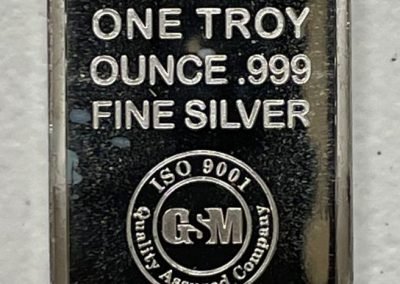 ONE TROY
OUNCE .999
FINE SILVER
ISO 9001
GSM
Quality Assured Company